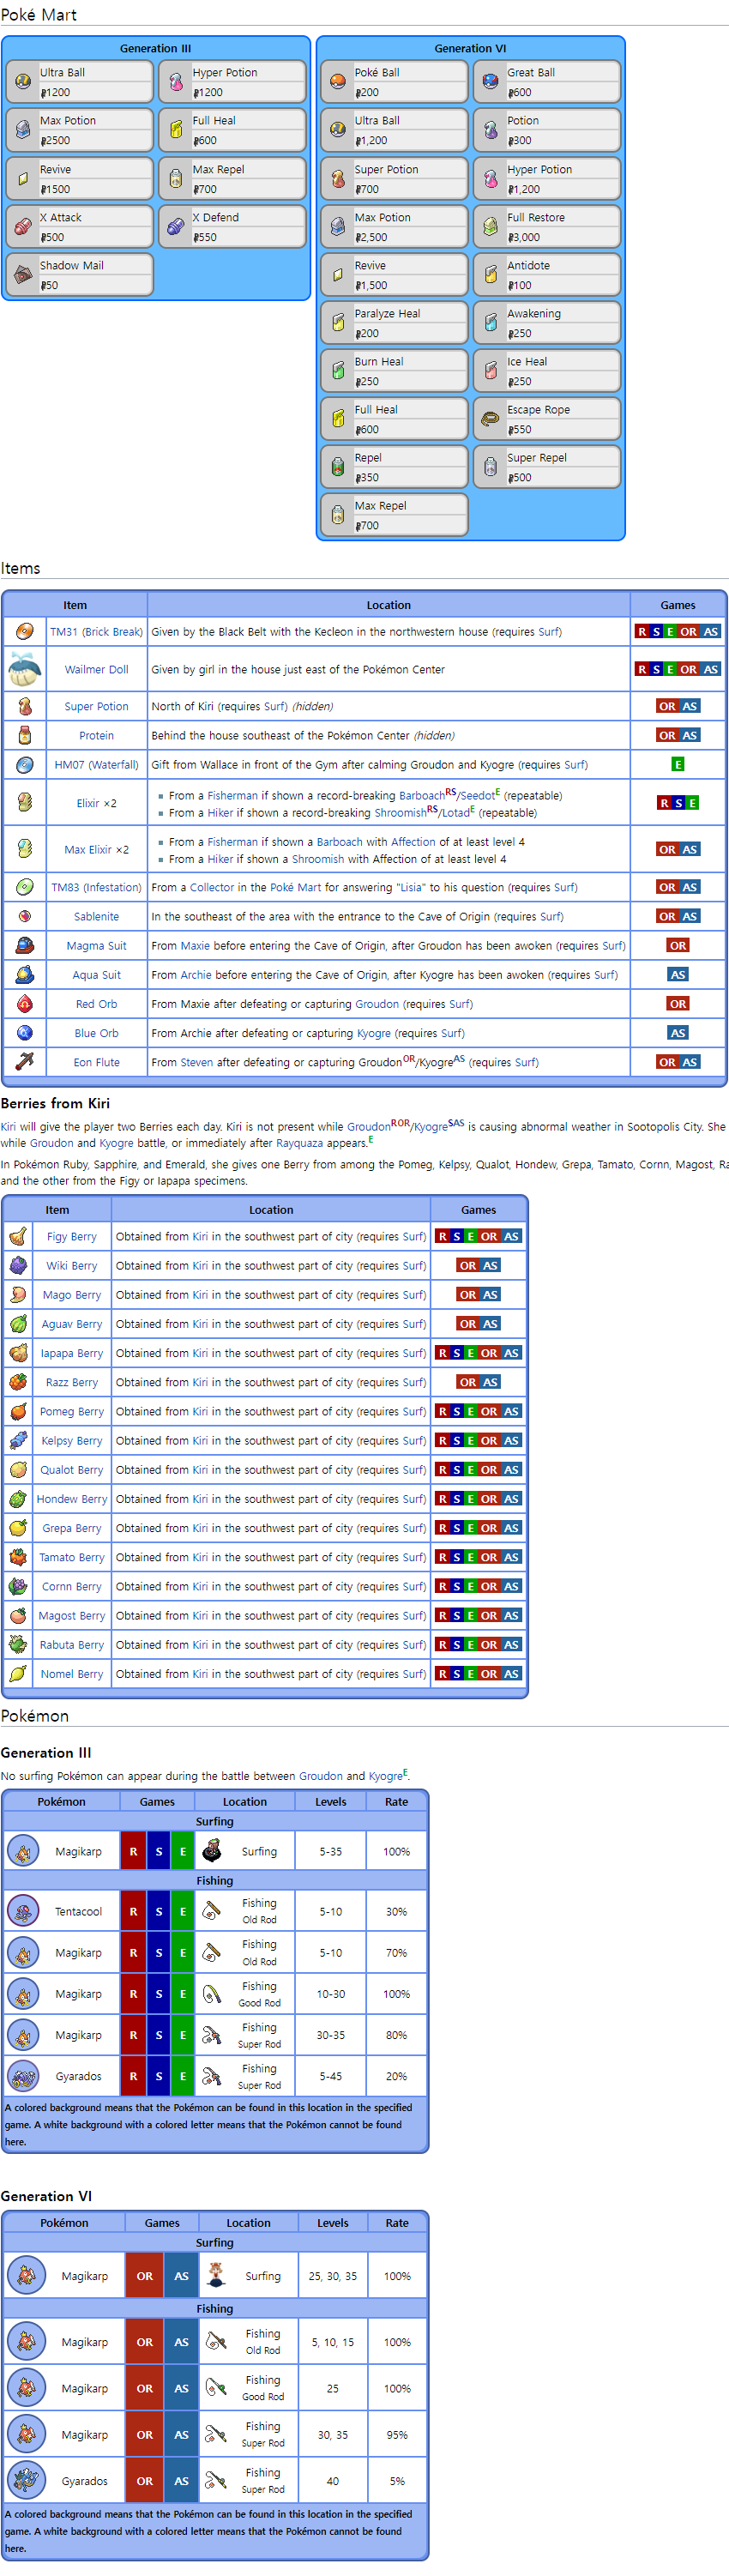 Poké Mart
Generation III
Ultra Ball
₽1200
Hyper Potion
₽1200
Max Potion
₽2500
Full Heal
₽600
Revive
₽1500
Max Repel
₽700
X Attack
₽500
X Defend
₽550
Shadow Mail
₽50
Generation VI
Poké Ball
₽200
Great Ball
₽600
Ultra Ball
₽1,200
Potion
₽300
Super Potion
₽700
Hyper Potion
₽1,200
Max Potion
₽2,500
Full Restore
₽3,000
Revive
₽1,500
Antidote
₽100
Paralyze Heal
₽200
Awakening
₽250
Burn Heal
₽250
Ice Heal
₽250
Full Heal
₽600
Escape Rope
₽550
Repel
₽350
Super Repel
₽500
Max Repel
₽700
Items
Item Location Games
TM31 (Brick Break) Given by the Black Belt with the Kecleon in the northwestern house (requires Surf) R S E OR AS
Wailmer Doll Given by girl in the house just east of the Pokémon Center R S E OR AS
Super Potion North of Kiri (requires Surf) (hidden) OR AS
Protein Behind the house southeast of the Pokémon Center (hidden) OR AS
HM07 (Waterfall) Gift from Wallace in front of the Gym after calming Groudon and Kyogre (requires Surf) E
Elixir ×2 R S E
From a Fisherman if shown a record-breaking BarboachRS/SeedotE (repeatable)
From a Hiker if shown a record-breaking ShroomishRS/LotadE (repeatable)
Max Elixir ×2 OR AS
From a Fisherman if shown a Barboach with Affection of at least level 4
From a Hiker if shown a Shroomish with Affection of at least level 4
TM83 (Infestation) From a Collector in the Poké Mart for answering "Lisia" to his question (requires Surf) OR AS
Sablenite In the southeast of the area with the entrance to the Cave of Origin (requires Surf) OR AS
Magma Suit From Maxie before entering the Cave of Origin, after Groudon has been awoken (requires Surf) OR
Aqua Suit From Archie before entering the Cave of Origin, after Kyogre has been awoken (requires Surf) AS
Red Orb From Maxie after defeating or capturing Groudon (requires Surf) OR
Blue Orb From Archie after defeating or capturing Kyogre (requires Surf) AS
Eon Flute From Steven after defeating or capturing GroudonOR/KyogreAS (requires Surf) OR AS
Berries from Kiri
Kiri will give the player two Berries each day. Kiri is not present while GroudonROR/KyogreSAS is causing abnormal weather in Sootopolis City. She
while Groudon and Kyogre battle, or immediately after Rayquaza appears.E
In Pokémon Ruby, Sapphire, and Emerald, she gives one Berry from among the Pomeg, Kelpsy, Qualot, Hondew, Grepa, Tamato, Cornn, Magost, Ra
and the other from the Figy or Iapapa specimens.
Item Location Games
Figy Berry Obtained from Kiri in the southwest part of city (requires Surf) R S E OR AS
Wiki Berry Obtained from Kiri in the southwest part of city (requires Surf) OR AS
Mago Berry Obtained from Kiri in the southwest part of city (requires Surf) OR AS
Aguav Berry Obtained from Kiri in the southwest part of city (requires Surf) OR AS
Iapapa Berry Obtained from Kiri in the southwest part of city (requires Surf) R S E OR AS
Razz Berry Obtained from Kiri in the southwest part of city (requires Surf) OR AS
Pomeg Berry Obtained from Kiri in the southwest part of city (requires Surf) R S E OR AS
Kelpsy Berry Obtained from Kiri in the southwest part of city (requires Surf) R S E OR AS
Qualot Berry Obtained from Kiri in the southwest part of city (requires Surf) R S E OR AS
Hondew Berry Obtained from Kiri in the southwest part of city (requires Surf) R S E OR AS
Grepa Berry Obtained from Kiri in the southwest part of city (requires Surf) R S E OR AS
Tamato Berry Obtained from Kiri in the southwest part of city (requires Surf) R S E OR AS
Cornn Berry Obtained from Kiri in the southwest part of city (requires Surf) R S E OR AS
Magost Berry Obtained from Kiri in the southwest part of city (requires Surf) R S E OR AS
Rabuta Berry Obtained from Kiri in the southwest part of city (requires Surf) R S E OR AS
Nomel Berry Obtained from Kiri in the southwest part of city (requires Surf) R S E OR AS
Pokémon
Generation III
No surfing Pokémon can appear during the battle between Groudon and KyogreE.
Pokémon Games Location Levels Rate
Surfing
Magikarp R S E Surfing 5-35 100%
Fishing
Tentacool R S E Fishing Old Rod 5-10 30%
Magikarp R S E Fishing Old Rod 5-10 70%
Magikarp R S E Fishing Good Rod 10-30 100%
Magikarp R S E Fishing Super Rod 30-35 80%
Gyarados R S E Fishing Super Rod 5-45 20%
A colored background means that the Pokémon can be found in this location in the specified
game. A white background with a colored letter means that the Pokémon cannot be found
here.
Generation VI
Pokémon Games Location Levels Rate
Surfing
Magikarp OR AS Surfing 25, 30, 35 100%
Fishing
Magikarp OR AS Fishing Old Rod 5, 10, 15 100%
Magikarp OR AS Fishing Good Rod 25 100%
Magikarp OR AS Fishing Super Rod 30, 35 95%
Gyarados OR AS Fishing Super Rod 40 5%
A colored background means that the Pokémon can be found in this location in the specified
game. A white background with a colored letter means that the Pokémon cannot be found
here.